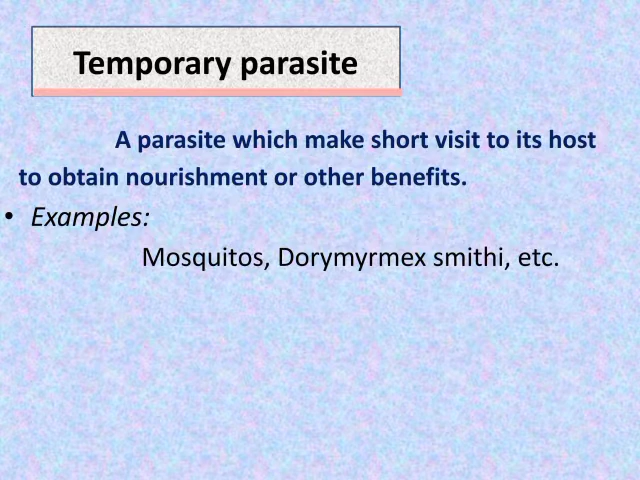 Temporary parasite
A parasite which make short visit to its host
to obtain nourishment or other benefits.
• Examples:
Mosquitos, Dorymyrmex smithi, etc.